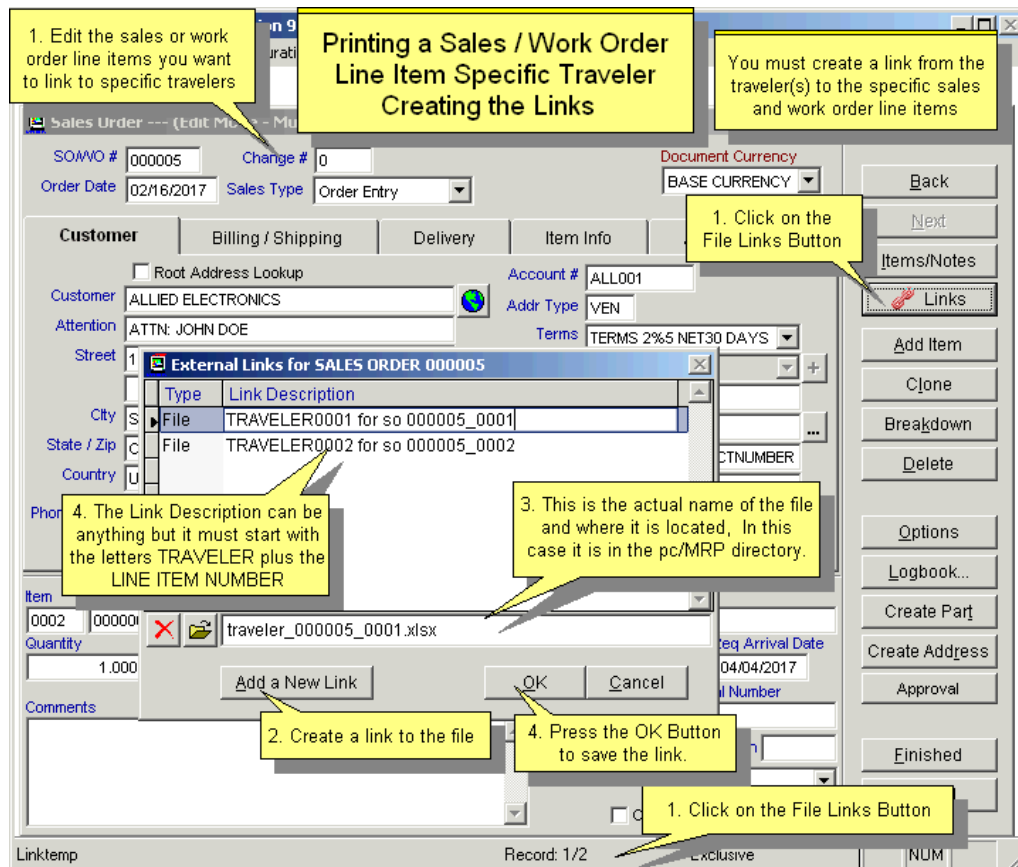 1. Edit the sales or work
order line items you want
to link to specific travelers
on 9
urati
Printing a Sales / Work Order
Line Item Specific Traveler
Creating the Links
You must create a link from the
traveler(s) to the specific sales
and work order line items
Sales Order --- (Edit Mode - Mu
SO/WO # 000005 Change # 0
Document Currency
Order Date 02/16/2017 Sales Type Order Entry BASE CURRENCY
Back
1. Click on the
File Links Button
Next
Customer Billing / Shipping Delivery Item Info
Items/Notes
Root Address Lookup Account # ALL001
Links
Customer ALLIED ELECTRONICS Addr Type VEN
Attention ATTN: JOHN DOE Terms TERMS 2%5 NET30 DAYS
Add Item
Street 1
External Links for SALES ORDER 000005
Clone
Type Link Description
City S File TRAVELER0001 for so 000005_0001
Breakdown
State / Zip C File TRAVELER0002 for so 000005_0002
CTNUMBER
Delete
Country U
Phon
4. The Link Description can be
anything but it must start with
the letters TRAVELER plus the
LINE ITEM NUMBER
3. This is the actual name of the file
and where it is located, In this
case it is in the pc/MRP directory.
Options
Logbook...
Item
0002 00000
Create Part
traveler_000005_0001.xlsx
Quantity Req Arrival Date
Create Address
1.000 04/04/2017
Add a New Link OK Cancel
l Number
Approval
Comments
2. Create a link to the file
4. Press the OK Button
to save the link.
n
Finished
1. Click on the File Links Button
Linktemp Record: 1/2 Exclusive NUM